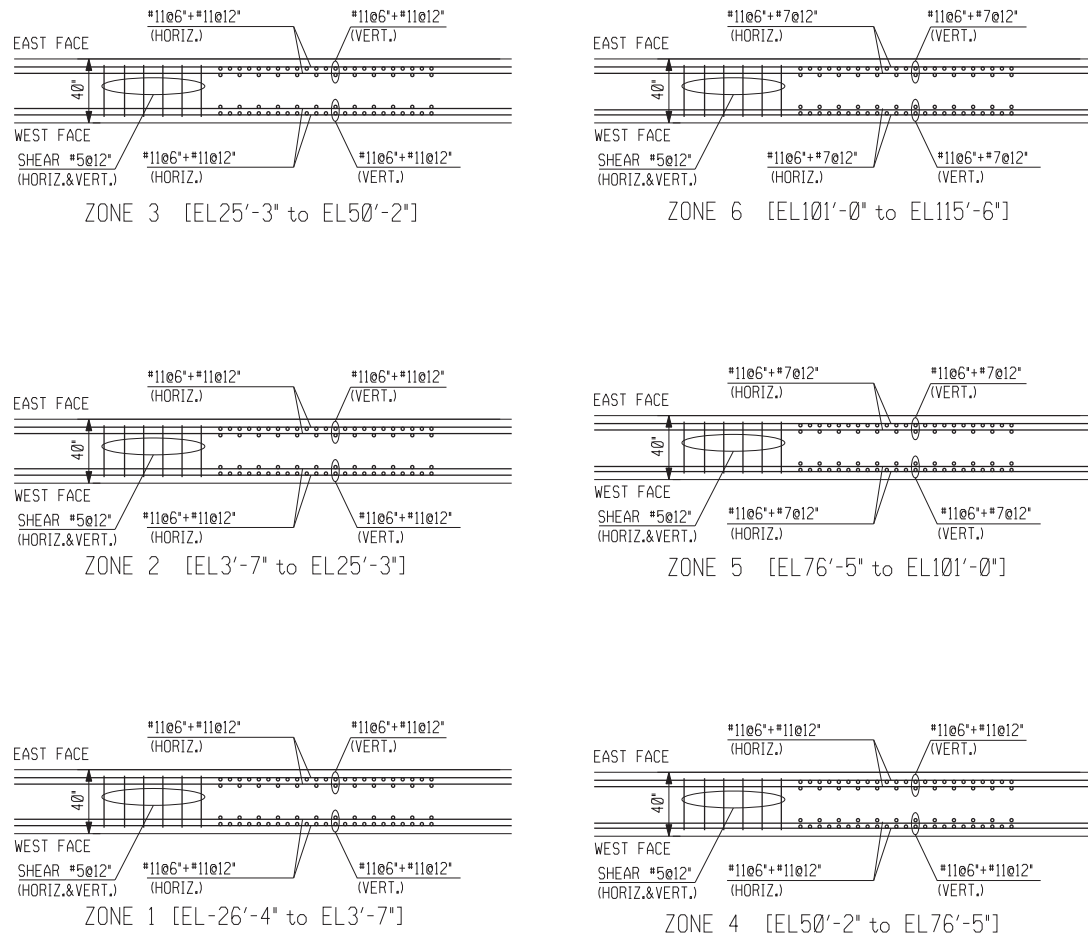 #11@6"+#11@12"
(HORIZ.)
#11@6"+#11@12"
(VERT.)
EAST FACE
40"
WEST FACE
SHEAR #5@12"
(HORIZ.&VERT.)
#11@6"+#11@12"
(HORIZ.)
#11@6"+#11@12"
(VERT.)
ZONE 3 [EL25'-3" to EL50'-2"]
#11@6"+#7@12"
(HORIZ.)
#11@6"+#7@12"
(VERT.)
EAST FACE
40"
WEST FACE
SHEAR #5@12"
(HORIZ.&VERT.)
#11@6"+#7@12"
(HORIZ.)
#11@6"+#7@12"
(VERT.)
ZONE 6 [EL101'-0" to EL115'-6"]
#11@6"+#11@12"
(HORIZ.)
#11@6"+#11@12"
(VERT.)
EAST FACE
40"
WEST FACE
SHEAR #5@12"
(HORIZ.&VERT.)
#11@6"+#11@12"
(HORIZ.)
#11@6"+#11@12"
(VERT.)
ZONE 2 [EL3'-7" to EL25'-3"]
#11@6"+#7@12"
(HORIZ.)
#11@6"+#7@12"
(VERT.)
EAST FACE
40"
WEST FACE
SHEAR #5@12"
(HORIZ.&VERT.)
#11@6"+#7@12"
(HORIZ.)
#11@6"+#7@12"
(VERT.)
ZONE 5 [EL76'-5" to EL101'-0"]
#11@6"+#11@12"
(HORIZ.)
#11@6"+#11@12"
(VERT.)
EAST FACE
40"
WEST FACE
SHEAR #5@12"
(HORIZ.&VERT.)
#11@6"+#11@12"
(HORIZ.)
#11@6"+#11@12"
(VERT.)
ZONE 1 [EL-26'-4" to EL3'-7"]
#11@6"+#11@12"
(HORIZ.)
#11@6"+#11@12"
(VERT.)
EAST FACE
40"
WEST FACE
SHEAR #5@12"
(HORIZ.&VERT.)
#11@6"+#11@12"
(HORIZ.)
#11@6"+#11@12"
(VERT.)
ZONE 4 [EL50'-2" to EL76'-5"]